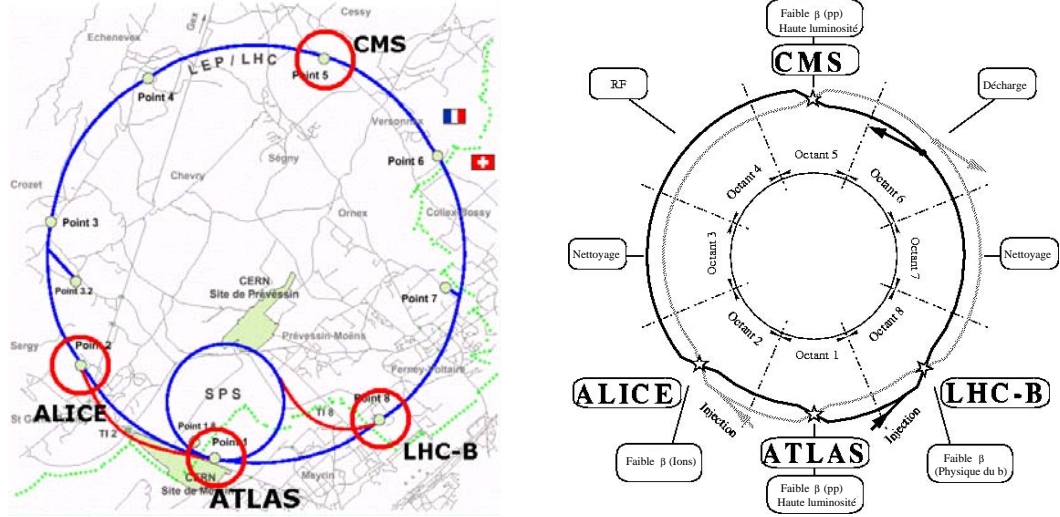 Cessy
Gex
Echenevex
CMS
LEP/LHC
Point 5
Point 4
Versonnex
Ségny
Point 6
Crozet
Chevry
Point 3
Ornex
Collex-Bossy
CERN
Site de Prévessin
Point 3.2
Point 7
Prévessin-Moëns
Sergy
Point 2
Ferney-Voltaire
SPS
ALICE
TI 8
Point 8
TI 2
Point 1.8
Point 1
LHC-B
Meyrin
CERN
ATLAS
Faible β (pp)
Haute luminosité
CMS
RF
Décharge
Octant 5
Octant 4
Octant 6
Nettoyage
Octant 3
Octant 7
Nettoyage
Octant 2
Octant 8
Octant 1
ALICE
LHC-B
Injection
Injection
ATLAS
Faible β (Ions)
Faible β
(Physique du b)
Faible β (pp)
Haute luminosité